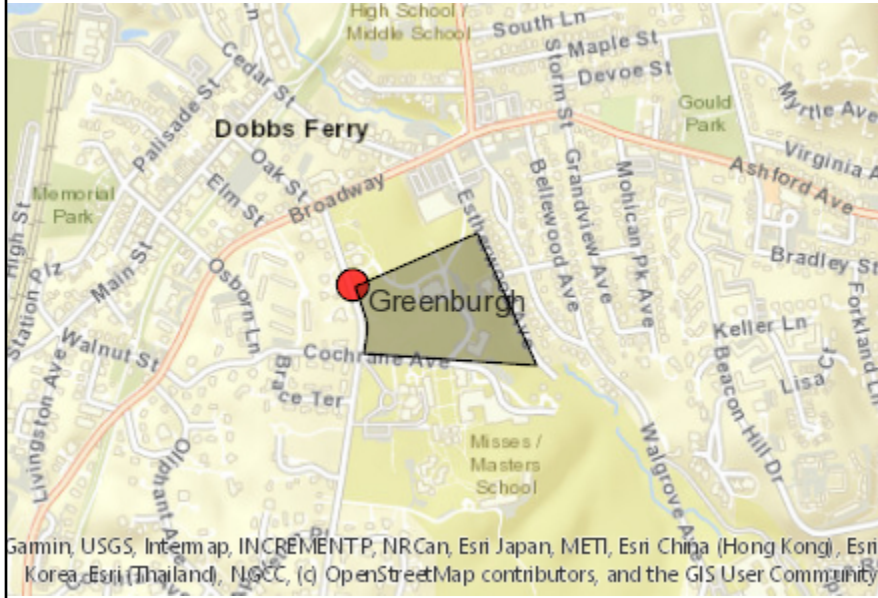 High School /
Middle School
South Ln
Maple St
Devoe St
Storm St
Cedar St
Palisade St
Gould
Park
Myrtle Ave
Dobbs Ferry
Virginia A
Oak St
Broadway
Ashford Ave
Memorial
Park
Elm St
Bellewood Ave
Grandview Ave
Mohican Pk Ave
High St
Main St
Station Plz
Osborn Ln
Bradley St
Greenburgh
Forkland Ln
Keller Ln
Walnut St
Cochrane Ave
Brace Ter
Lisa Ct
Beacon Hill Dr
Livingston Ave
Oliphant Ave
Misses /
Masters
School
Walgrove Av
Garmin, USGS, Intermap, INCREMENT P, NRCan, Esri Japan, METI, Esri China (Hong Kong), Esri
Korea, Esri (Thailand), NGCC, (c) OpenStreetMap contributors, and the GIS User Community